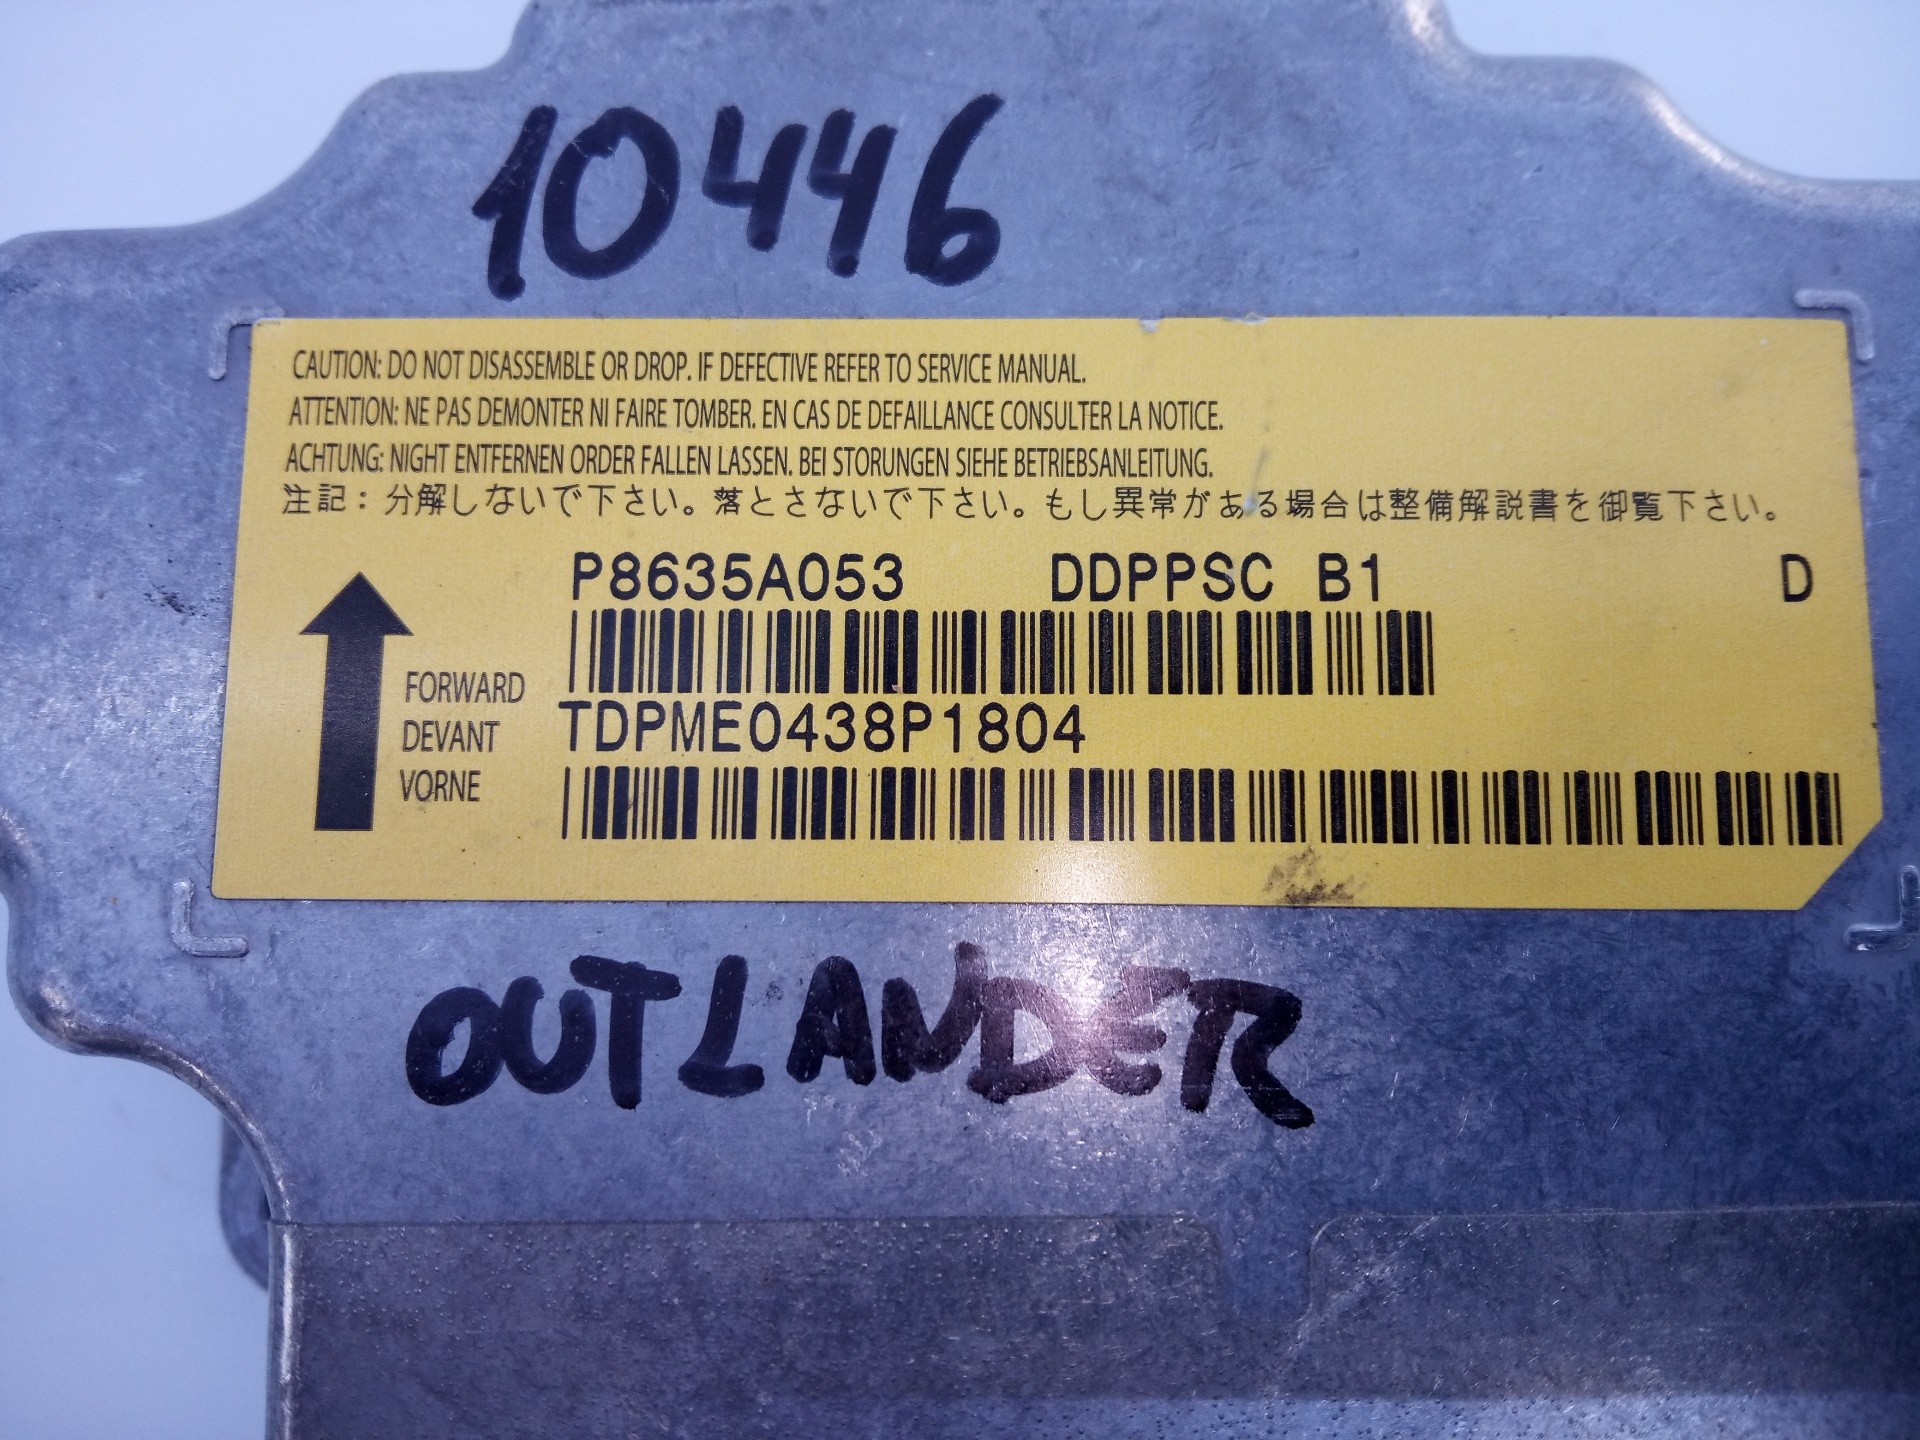 10446
CAUTION: DO NOT DISASSEMBLE OR DROP. IF DEFECTIVE REFER TO SERVICE MANUAL.
ATTENTION: NE PAS DEMONTER NI FAIRE TOMBER. EN CAS DE DEFAILLANCE CONSULTER LA NOTICE.
ACHTUNG: NIGHT ENTFERNEN ORDER FALLEN LASSEN. BEI STORUNGEN SIEHE BETRIEBSANLEITUNG.
注記：分解しないで下さい。落とさないで下さい。もし異常がある場合は整備解説書を御覧下さい。
P8635A053 DDPPSC B1 D
FORWARD
TDPME0438P1804
DEVANT
VORNE
OUTLANDER